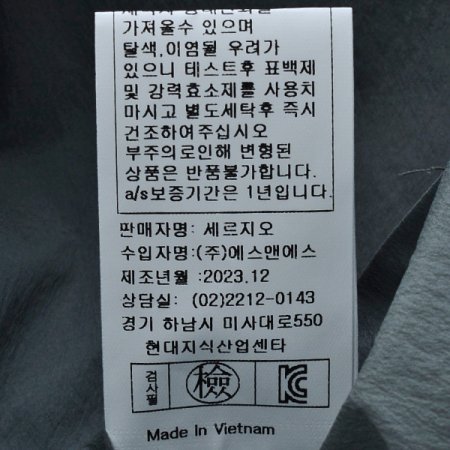 가져올수 있으며
탈색,이염될 우려가
있으니 테스트후 표백제
및 강력효소제를 사용치
마시고 별도세탁후 즉시
건조하여주십시오
부주의로인해 변형된
상품은 반품불가합니다.
a/s보증기간은 1년입니다.
판매자명: 세르지오
수입자명:(주)에스앤에스
제조년월 :2023.12
상담실: (02)2212-0143
경기 하남시 미사대로550
현대지식산업센타
검사필 檢 KC
Made In Vietnam